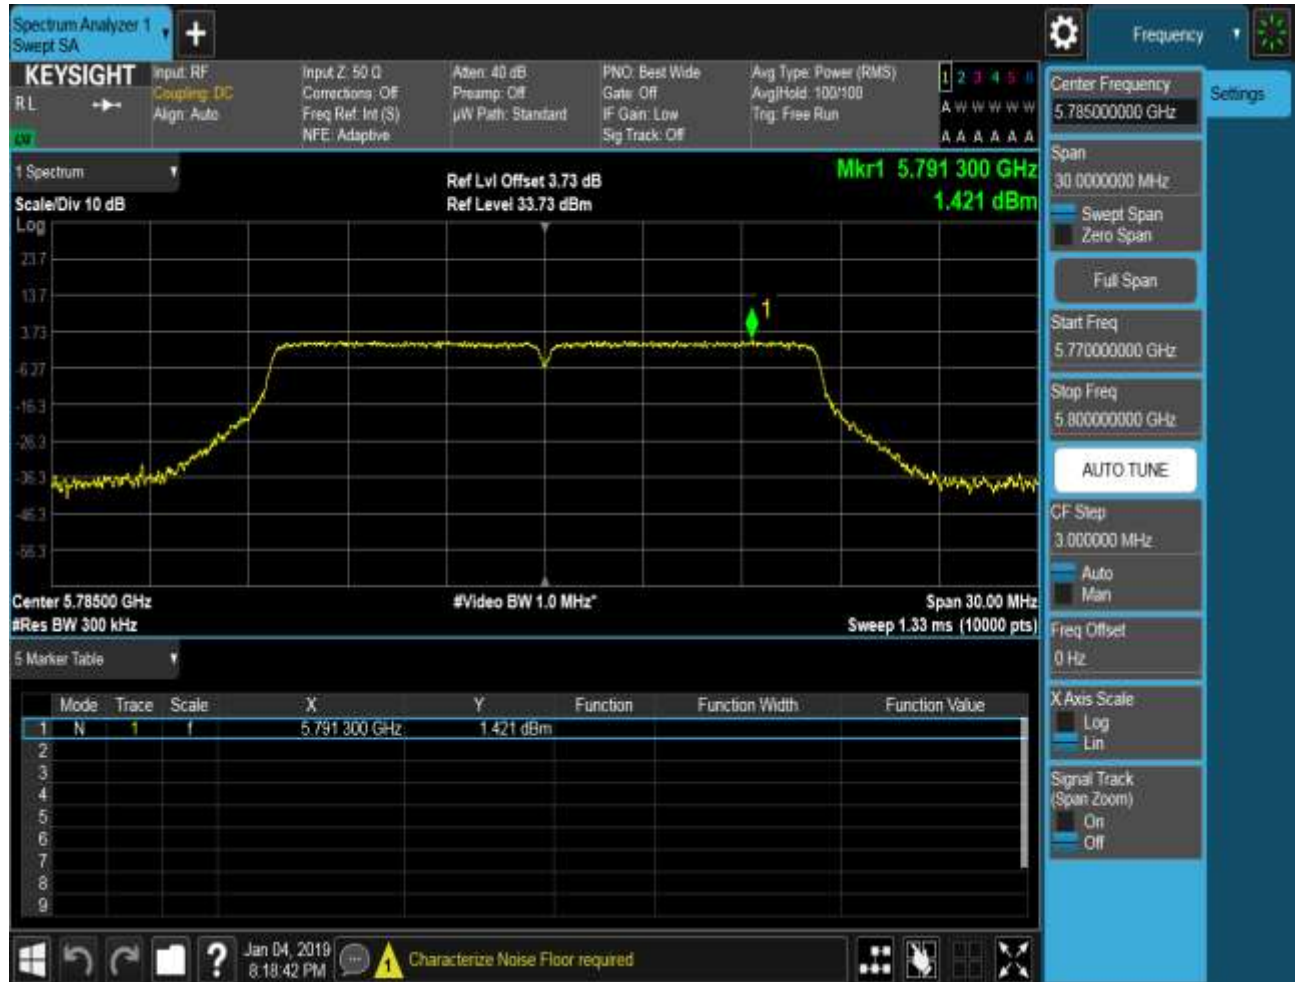 Spectrum Analyzer 1
Swept SA
+
Frequency
KEYSIGHT
RL
Input: RF
Coupling: DC
Align: Auto
Input Z: 50 Ω
Corrections: Off
Freq Ref: Int (S)
NFE: Adaptive
Atten: 40 dB
Preamp: Off
µW Path: Standard
PNO: Best Wide
Gate: Off
IF Gain: Low
Sig Track: Off
Avg Type: Power (RMS)
Avg|Hold: 100/100
Trig: Free Run
1 2 3 4 5 6
A W W W W W
A A A A A A
1 Spectrum
Scale/Div 10 dB
Ref Lvl Offset 3.73 dB
Ref Level 33.73 dBm
Mkr1 5.791 300 GHz
1.421 dBm
Log
23.7
13.7
3.73
-6.27
-16.3
-26.3
-36.3
-46.3
-56.3
1
Center 5.78500 GHz
#Video BW 1.0 MHz*
Span 30.00 MHz
#Res BW 300 kHz
Sweep 1.33 ms (10000 pts)
5 Marker Table
Mode Trace Scale X Y Function Function Width Function Value
1 N 1 f 5.791 300 GHz 1.421 dBm
2
3
4
5
6
7
8
9
?
Jan 04, 2019
8:18:42 PM
1
Characterize Noise Floor required
Center Frequency
5.785000000 GHz
Settings
Span
30.0000000 MHz
Swept Span
Zero Span
Full Span
Start Freq
5.770000000 GHz
Stop Freq
5.800000000 GHz
AUTO TUNE
CF Step
3.000000 MHz
Auto
Man
Freq Offset
0 Hz
X Axis Scale
Log
Lin
Signal Track
(Span Zoom)
On
Off